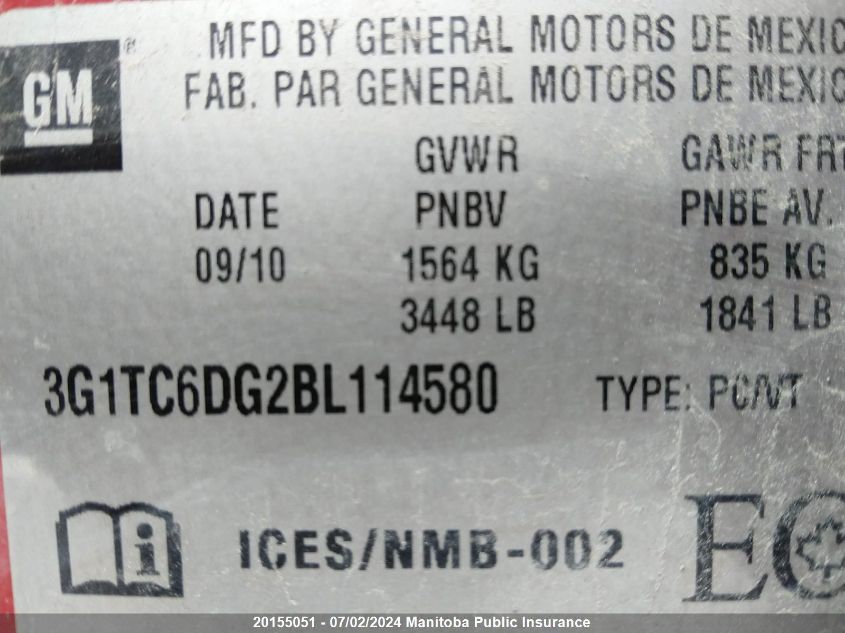 GM
MFD BY GENERAL MOTORS DE MEXIC
FAB. PAR GENERAL MOTORS DE MEXIC
GVWR GAWR FRT
DATE PNBV PNBE AV.
09/10 1564 KG 835 KG
3448 LB 1841 LB
3G1TC6DG2BL114580 TYPE: PC/VT
i ICES/NMB-002 EC
20155051 - 07/02/2024 Manitoba Public Insurance